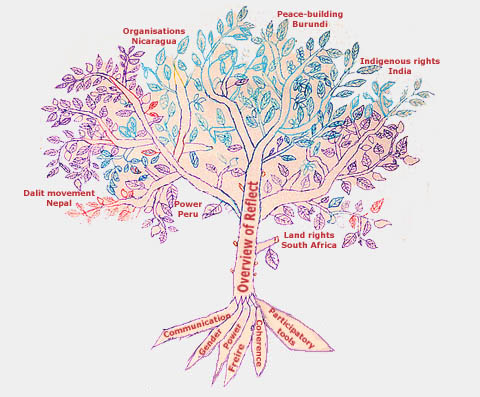 Peace-building
Burundi
Organisations
Nicaragua
Indigenous rights
India
Dalit movement
Nepal
Power
Peru
Land rights
South Africa
Overview of Reflect
Communication
Gender
Power
Freire
Coherence
Participatory
tools